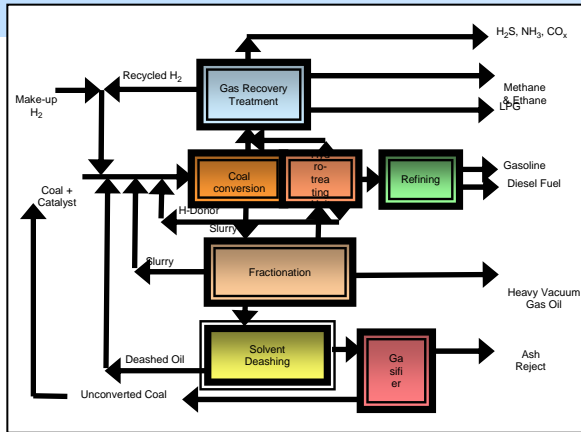 H2S, NH3, COx
Recycled H2
Gas Recovery
Treatment
Make-up
H2
Methane
& Ethane
LPG
Coal
conversion
ro-
trea
ting
Refining
Gasoline
Diesel Fuel
Coal +
Catalyst
H-Donor
Slurry
Slurry
Fractionation
Heavy Vacuum
Gas Oil
Solvent
Deashing
Ga
sifi
er
Deashed Oil
Ash
Reject
Unconverted Coal